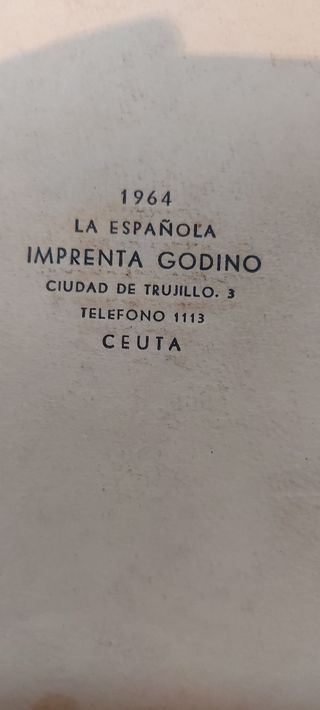 1964
LA ESPAÑOLA
IMPRENTA GODINO
CIUDAD DE TRUJILLO. 3
TELEFONO 1113
CEUTA